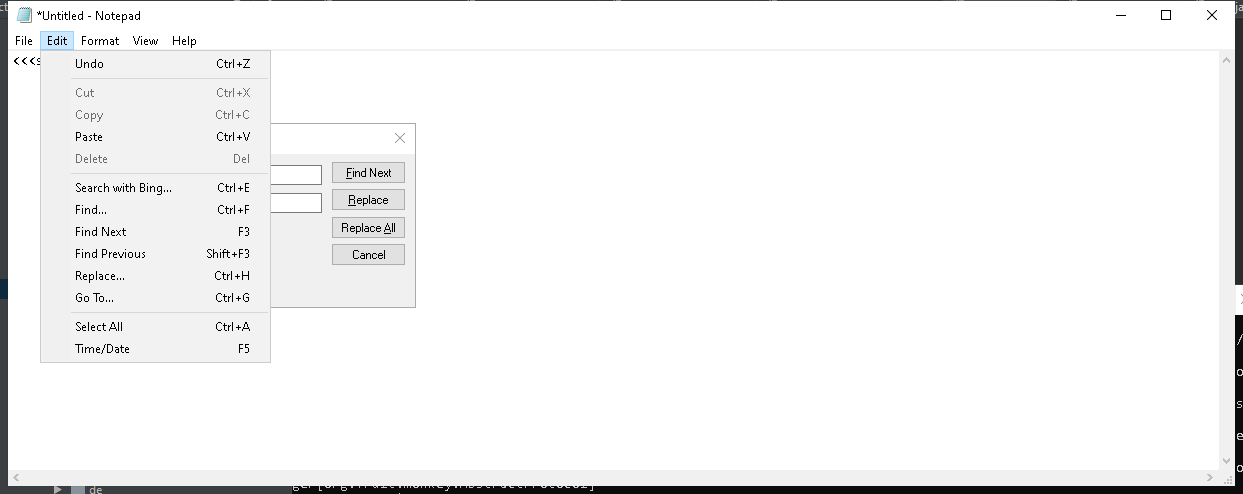 *Untitled - Notepad
File Edit Format View Help
<<<s
Undo Ctrl+Z
Cut Ctrl+X
Copy Ctrl+C
Paste Ctrl+V
Delete Del
Search with Bing... Ctrl+E
Find... Ctrl+F
Find Next F3
Find Previous Shift+F3
Replace... Ctrl+H
Go To... Ctrl+G
Select All Ctrl+A
Time/Date F5
Find Next
Replace
Replace All
Cancel
de